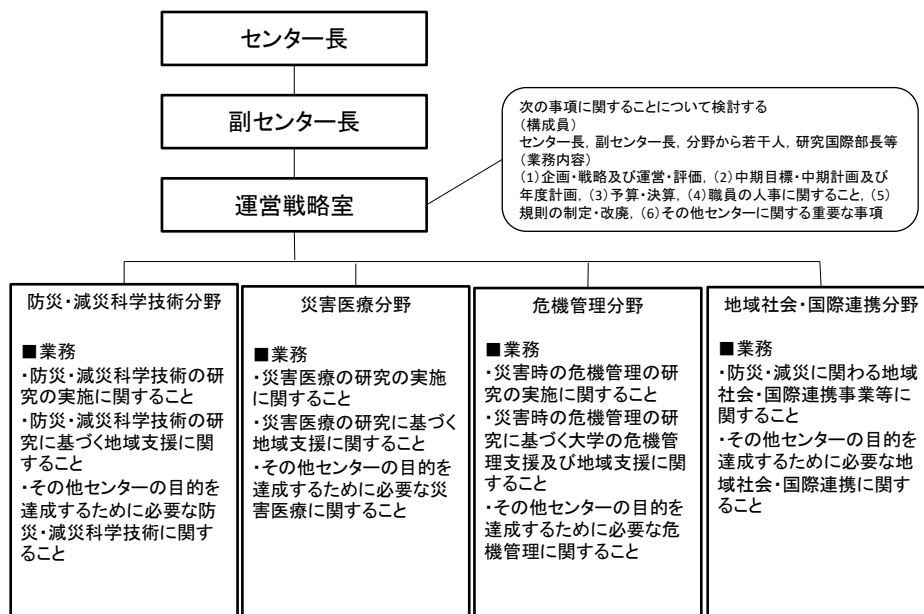 センター長
副センター長
運営戦略室
次の事項に関することについて検討する
(構成員)
センター長, 副センター長, 分野から若干人, 研究国際部長等
(業務内容)
(1)企画・戦略及び運営・評価, (2)中期目標・中期計画及び
年度計画, (3)予算・決算, (4)職員の人事に関すること, (5)
規則の制定・改廃, (6)その他センターに関する重要な事項
防災・減災科学技術分野
■業務
・防災・減災科学技術の研
究の実施に関すること
・防災・減災科学技術の研
究に基づく地域支援に関
すること
・その他センターの目的を
達成するために必要な防
災・減災科学技術に関す
ること
災害医療分野
■業務
・災害医療の研究の実施
に関すること
・災害医療の研究に基づく
地域支援に関すること
・その他センターの目的を
達成するために必要な災
害医療に関すること
危機管理分野
■業務
・災害時の危機管理の研
究の実施に関すること
・災害時の危機管理の研
究に基づく大学の危機管
理支援及び地域支援に関
すること
・その他センターの目的を
達成するために必要な危
機管理に関すること
地域社会・国際連携分野
■業務
・防災・減災に関わる地域
社会・国際連携事業等に
関すること
・その他センターの目的を
達成するために必要な地
域社会・国際連携に関す
ること